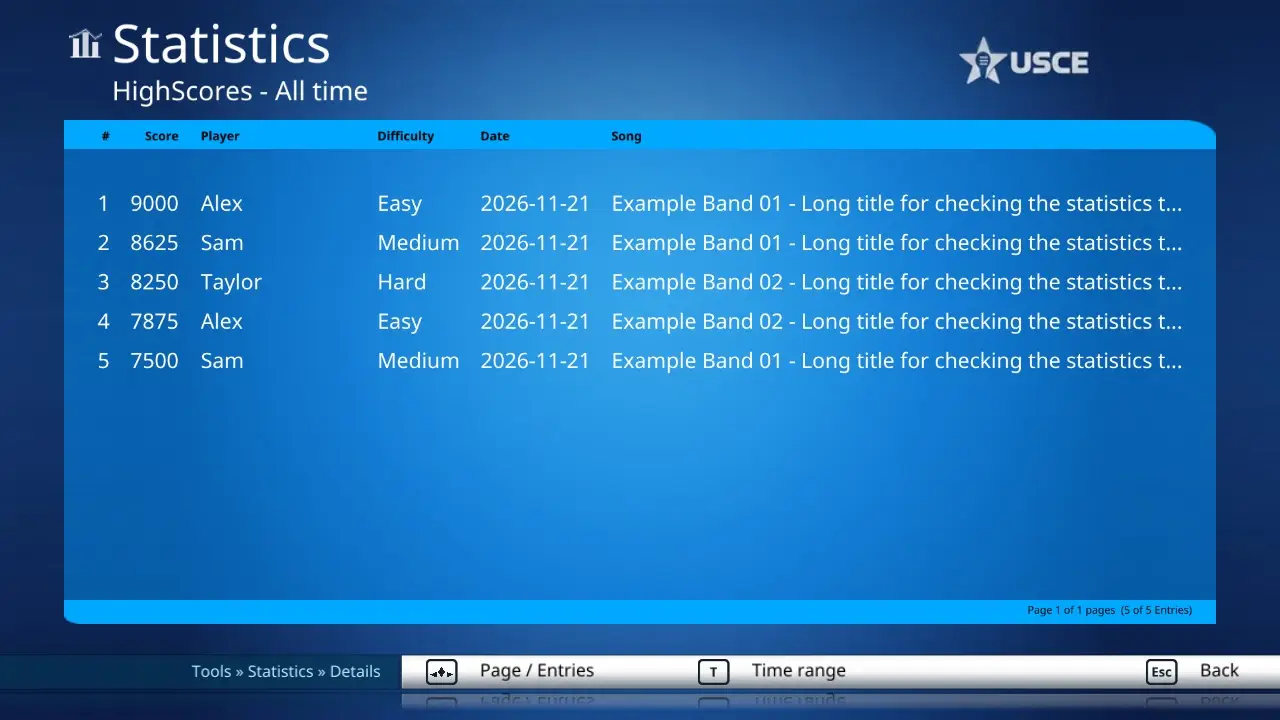 Statistics
HighScores - All time
USCE
# Score Player Difficulty Date Song
1 9000 Alex Easy 2026-11-21 Example Band 01 - Long title for checking the statistics t...
2 8625 Sam Medium 2026-11-21 Example Band 01 - Long title for checking the statistics t...
3 8250 Taylor Hard 2026-11-21 Example Band 02 - Long title for checking the statistics t...
4 7875 Alex Easy 2026-11-21 Example Band 02 - Long title for checking the statistics t...
5 7500 Sam Medium 2026-11-21 Example Band 01 - Long title for checking the statistics t...
Page 1 of 1 pages (5 of 5 Entries)
Tools » Statistics » Details Page / Entries T Time range Esc Back